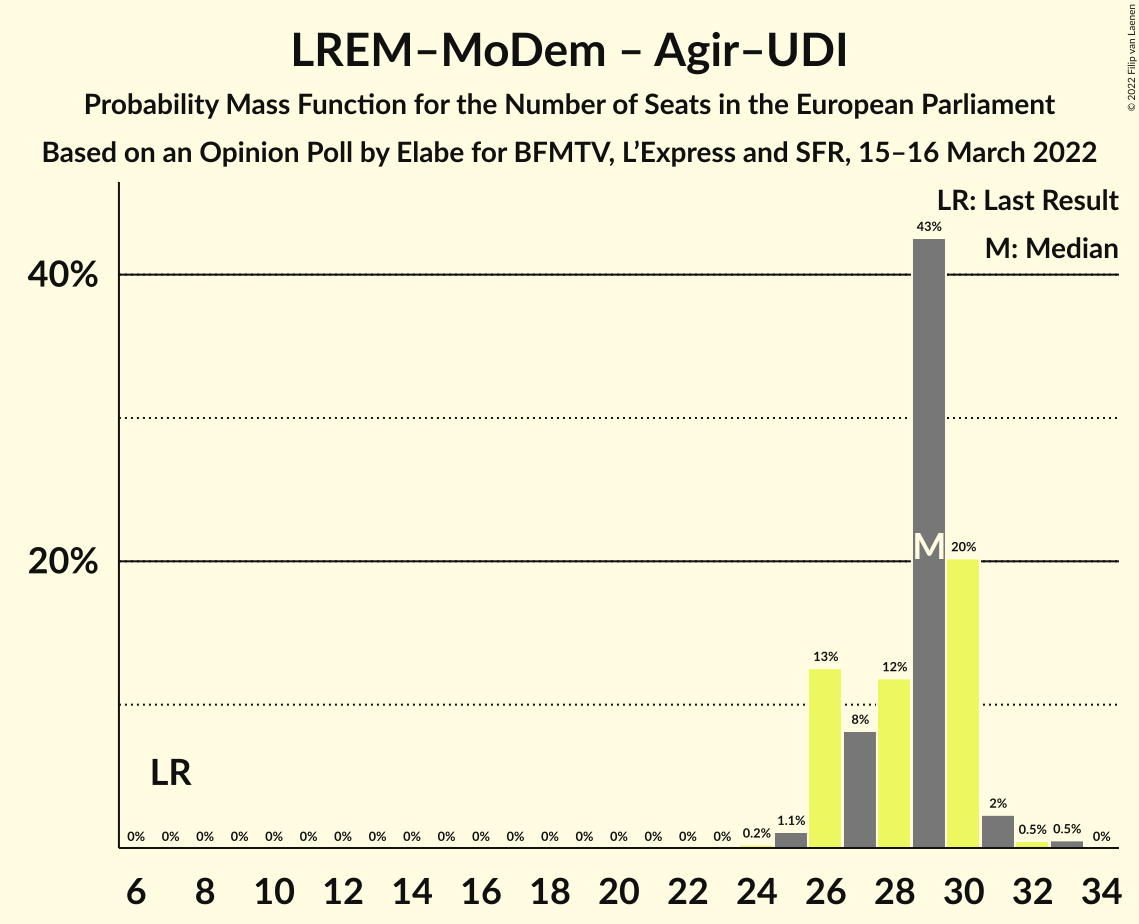 LREM–MoDem – Agir–UDI
Probability Mass Function for the Number of Seats in the European Parliament
Based on an Opinion Poll by Elabe for BFMTV, L’Express and SFR, 15–16 March 2022
© 2022 Filip van Laenen
LR: Last Result
M: Median
43%
40%
M
20%
20%
13%
12%
8%
LR
0% 0% 0% 0% 0% 0% 0% 0% 0% 0% 0% 0% 0% 0% 0% 0% 0% 0% 0.2% 1.1% 2% 0.5% 0.5% 0%
6 8 10 12 14 16 18 20 22 24 26 28 30 32 34